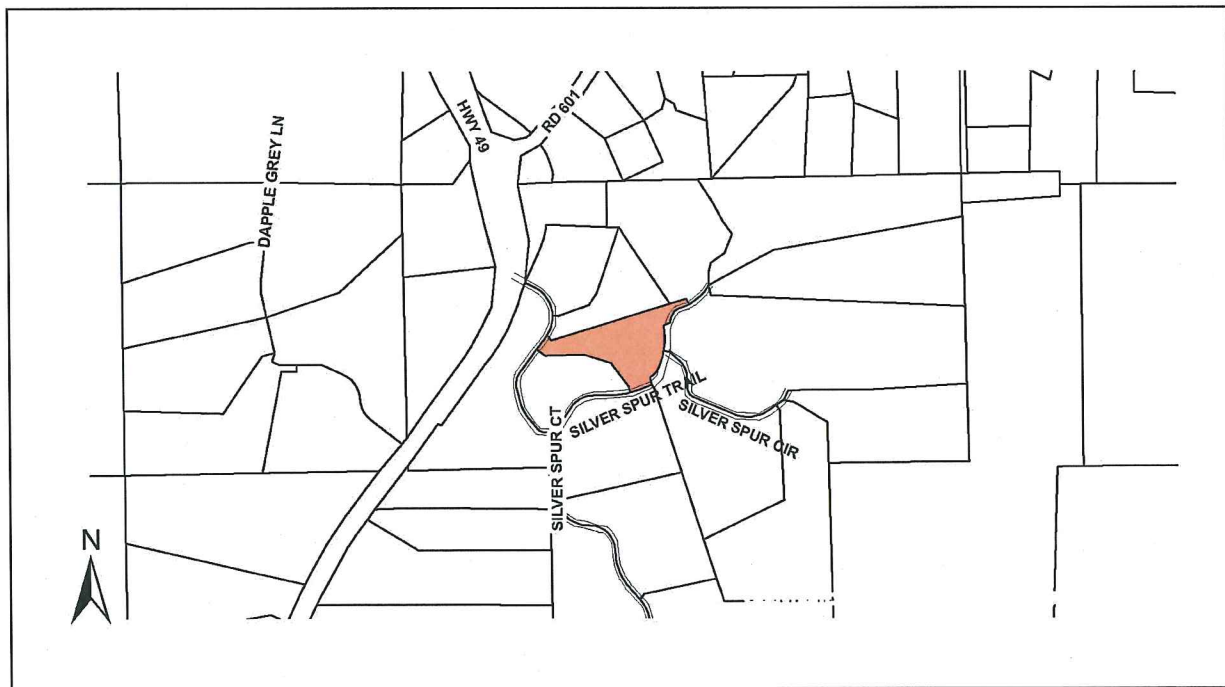 HWY 49
RD 601
DAPPLE GREY LN
SILVER SPUR TRAIL
SILVER SPUR CIR
SILVER SPUR CT
N